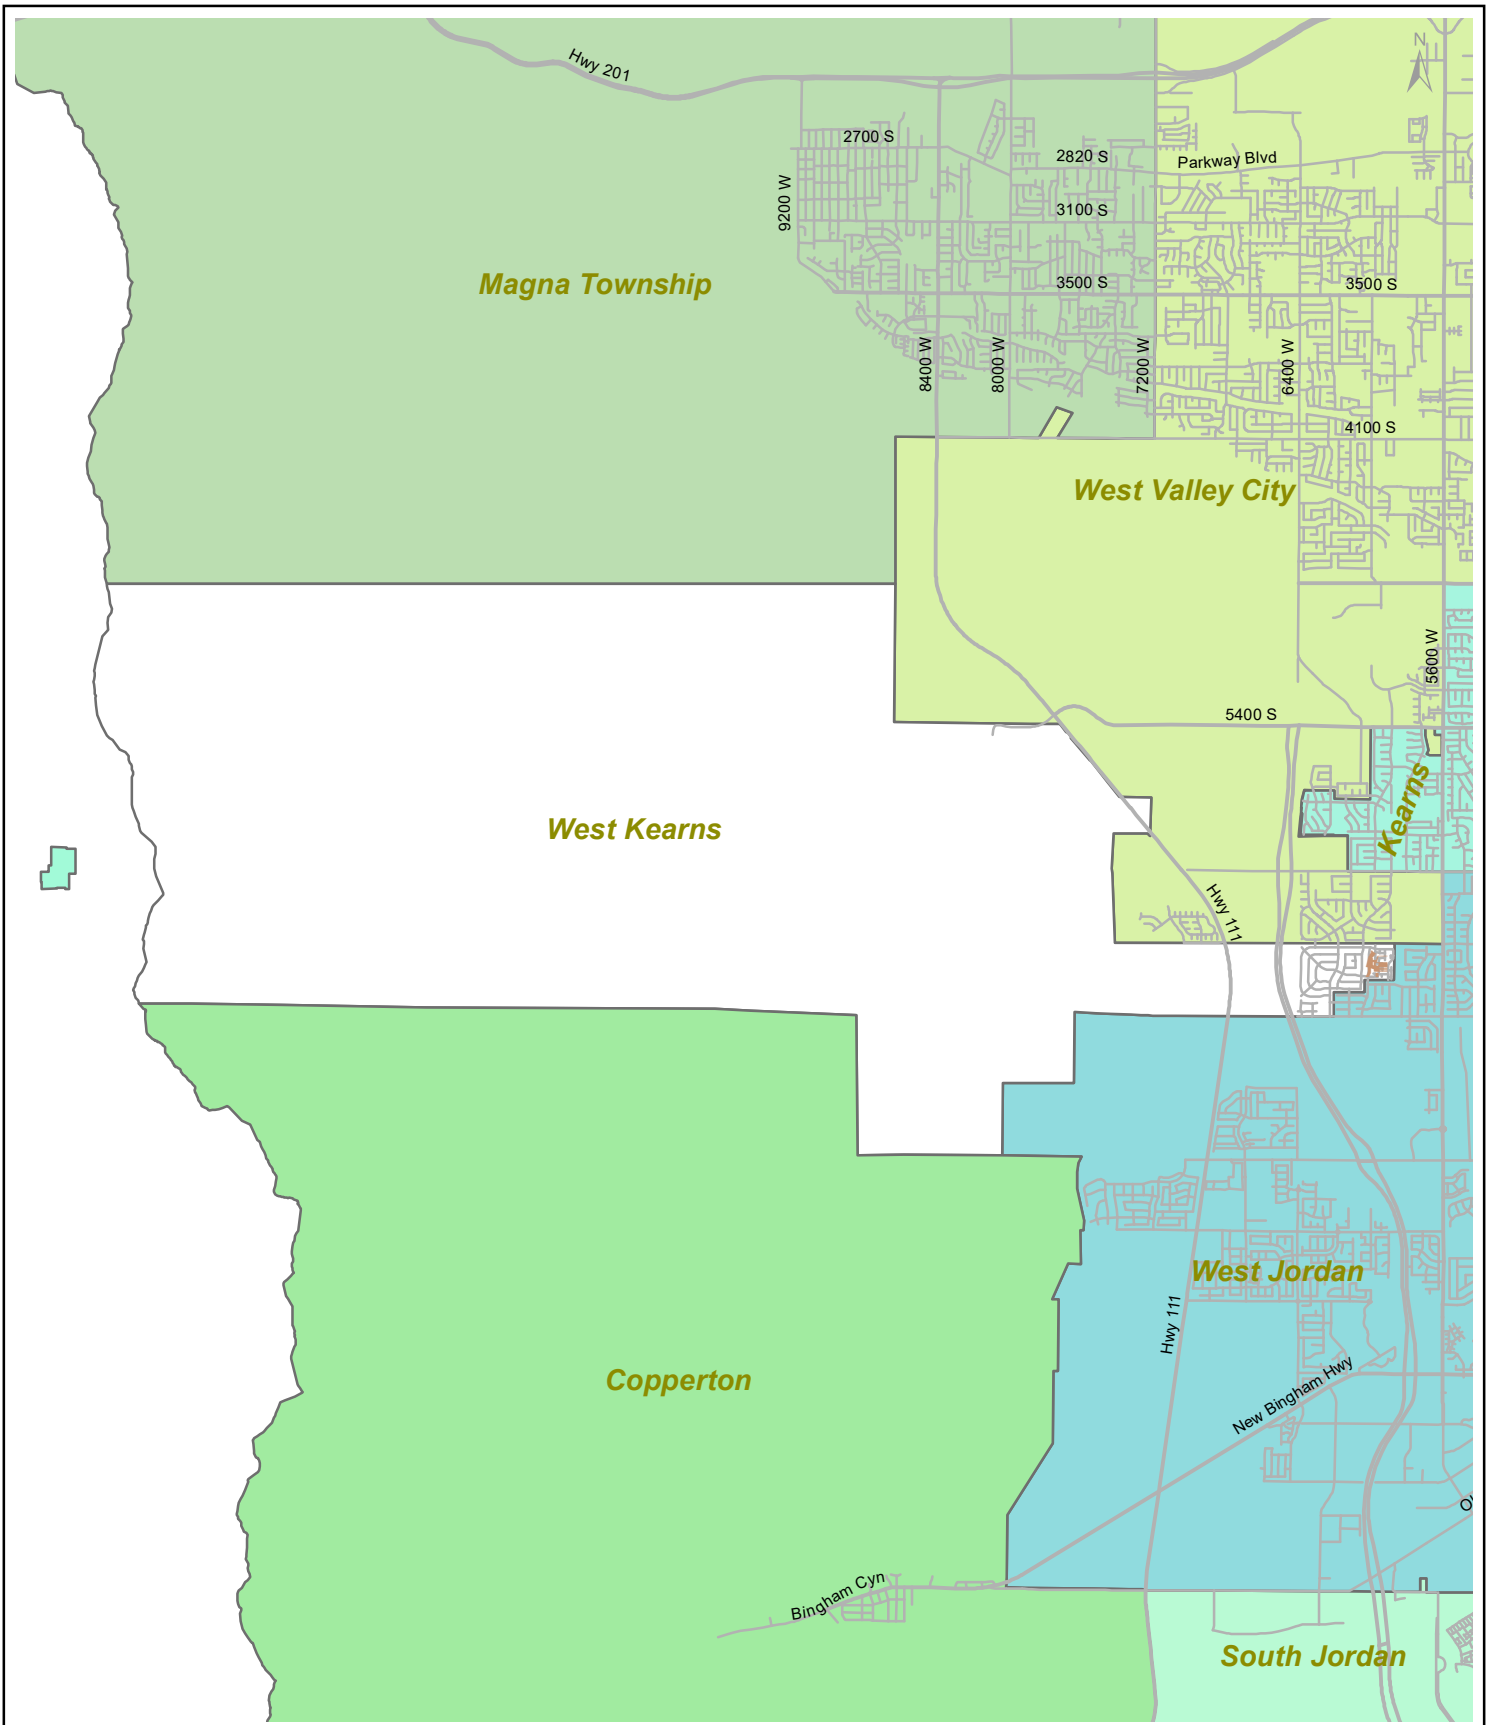 N
Hwy 201
2700 S
2820 S
Parkway Blvd
9200 W
3100 S
Magna Township
3500 S
3500 S
8400 W
8000 W
7200 W
6400 W
4100 S
West Valley City
5600 W
5400 S
Kearns
West Kearns
Hwy 111
West Jordan
Hwy 111
Copperton
New Bingham Hwy
Ol
Bingham Cyn
South Jordan